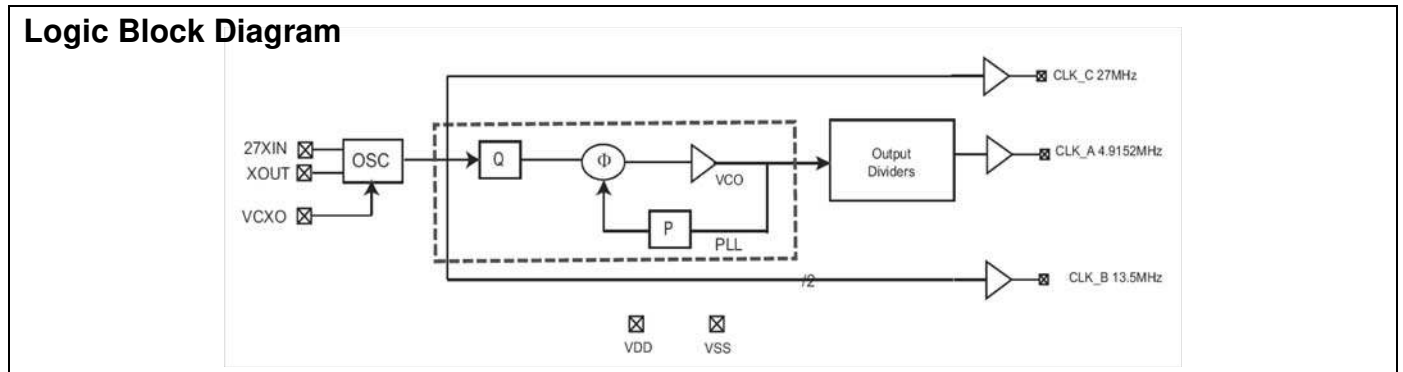 Logic Block Diagram
CLK_C 27MHz
27XIN
XOUT
VCXO
OSC
Q
Φ
VCO
P
PLL
Output
Dividers
CLK_A 4.9152MHz
/2
CLK_B 13.5MHz
VDD
VSS